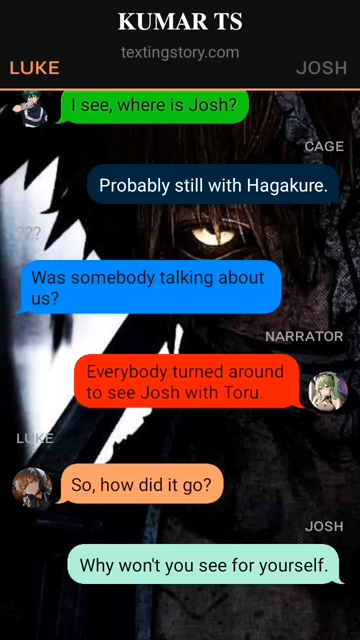 KUMAR TS
textingstory.com
LUKE
JOSH
I see, where is Josh?
CAGE
Probably still with Hagakure.
???
Was somebody talking about
us?
NARRATOR
Everybody turned around
to see Josh with Toru.
LUKE
So, how did it go?
JOSH
Why won't you see for yourself.